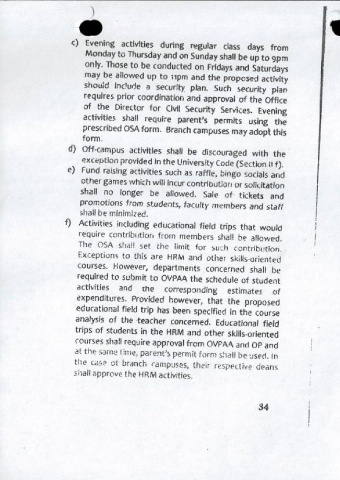 c) Evening activities during regular class days from
Monday to Thursday and on Sunday shall be up to 9pm
only. Those to be conducted on Fridays and Saturdays
may be allowed up to 11pm and the proposed activity
should include a security plan. Such security plan
requires prior coordination and approval of the Office
of the Director for Civil Security Services. Evening
activities shall require parent's permits using the
prescribed OSA form. Branch campuses may adopt this
form.
d) Off-campus activities shall be discouraged with the
exception provided in the University Code (Section II f).
e) Fund raising activities such as raffle, bingo socials and
other games which will incur contribution or solicitation
shall no longer be allowed. Sale of tickets and
promotions from students, faculty members and staff
shall be minimized.
f) Activities including educational field trips that would
require contribution from members shall be allowed.
The OSA shall set the limit for such contribution.
Exceptions to this are HRM and other skills-oriented
courses. However, departments concerned shall be
required to submit to OVPAA the schedule of student
activities and the corresponding estimates of
expenditures. Provided however, that the proposed
educational field trip has been specified in the course
analysis of the teacher concerned. Educational field
trips of students in the HRM and other skills-oriented
courses shall require approval from OVPAA and OP and
at the same time, parent's permit form shall be used. In
the case of branch campuses, their respective deans
shall approve the HRM activities.
34